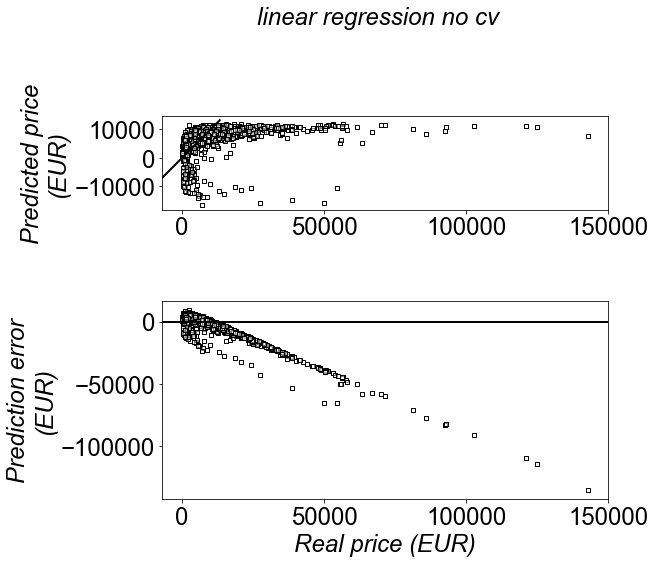 linear regression no cv
Predicted price
(EUR)
10000
0
−10000
0
50000
100000
150000
Prediction error
(EUR)
0
−50000
−100000
0
50000
100000
150000
Real price (EUR)